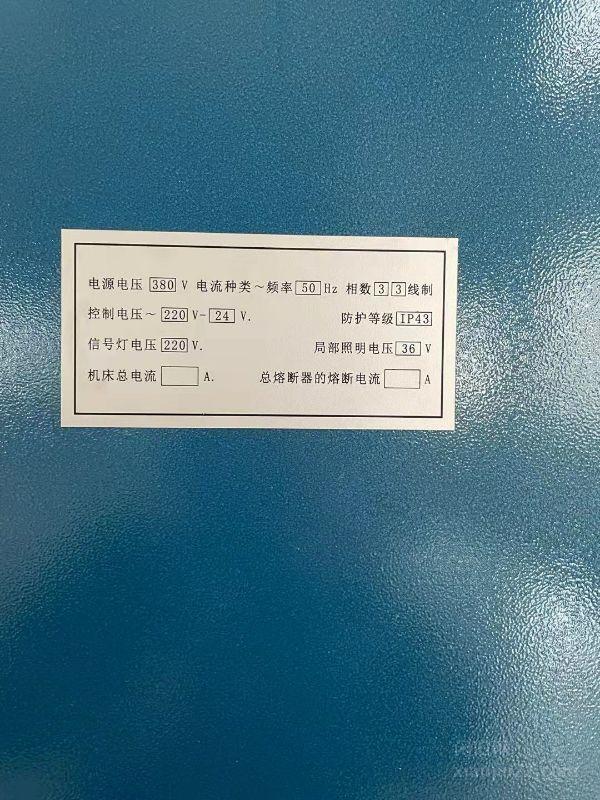 电源电压 380 V 电流种类～频率 50 Hz 相数 3 3 线制
控制电压～ 220 V- 24 V. 防护等级 IP43
信号灯电压 220 V. 局部照明电压 36 V
机床总电流 A. 总熔断器的熔断电流 A